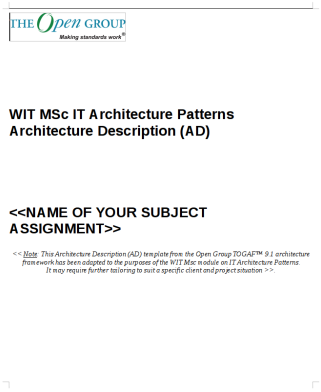 THE Open GROUP
Making standards work®
WIT MSc IT Architecture Patterns
Architecture Description (AD)
<<NAME OF YOUR SUBJECT
ASSIGNMENT>>
<< Note: This Architecture Description (AD) template from the Open Group TOGAF™ 9.1 architecture
framework has been adapted to the purposes of the WIT Msc module on IT Architecture Patterns.
It may require further tailoring to suit a specific client and project situation >>.